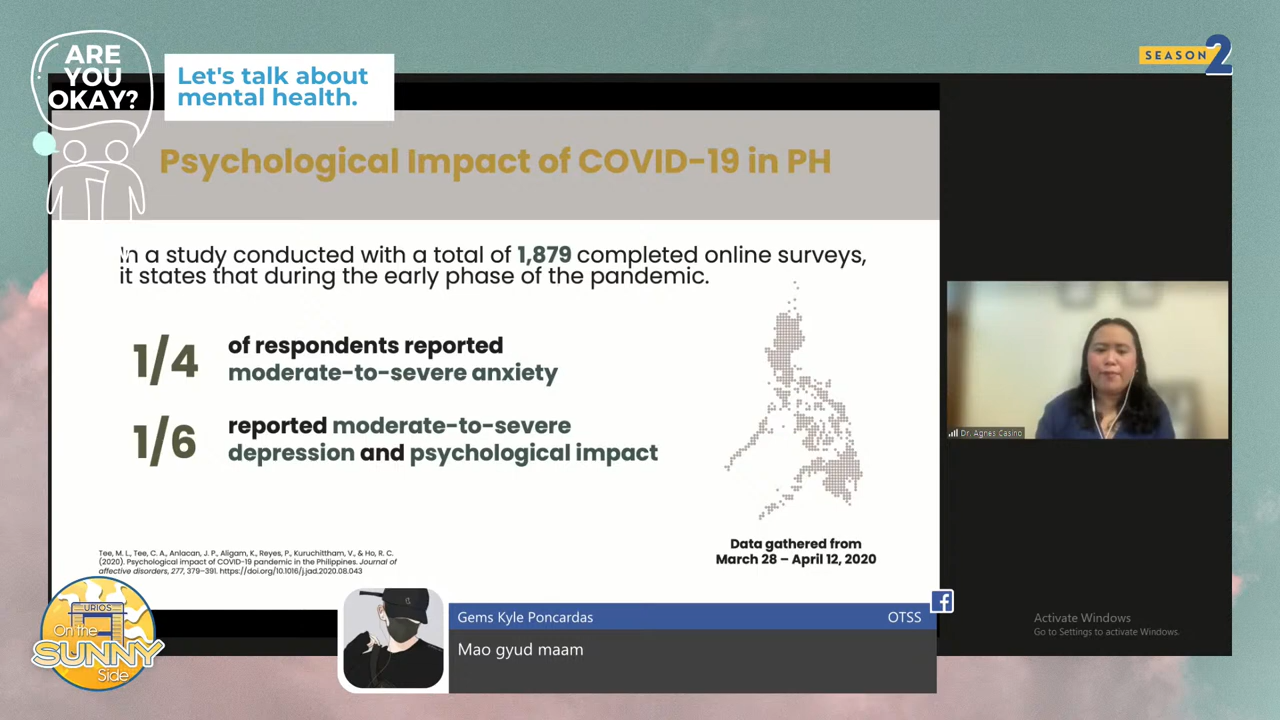 ARE
YOU
OKAY?
Let's talk about
mental health.
SEASON 2
Psychological Impact of COVID-19 in PH
In a study conducted with a total of 1,879 completed online surveys,
it states that during the early phase of the pandemic.
1/4 of respondents reported
moderate-to-severe anxiety
1/6 reported moderate-to-severe
depression and psychological impact
Data gathered from
March 28 – April 12, 2020
Tee, M. L., Tee, C. A., Anlacan, J. P., Aligam, K., Reyes, P., Kuruchittham, V., & Ho, R. C.
(2020). Psychological impact of COVID-19 pandemic in the Philippines. Journal of
affective disorders, 277, 379–391. https://doi.org/10.1016/j.jad.2020.08.043
Dr. Agnes Casino
URIOS
On the
SUNNY
Side
Gems Kyle Poncardas OTSS
Mao gyud maam
Activate Windows
Go to Settings to activate Windows.